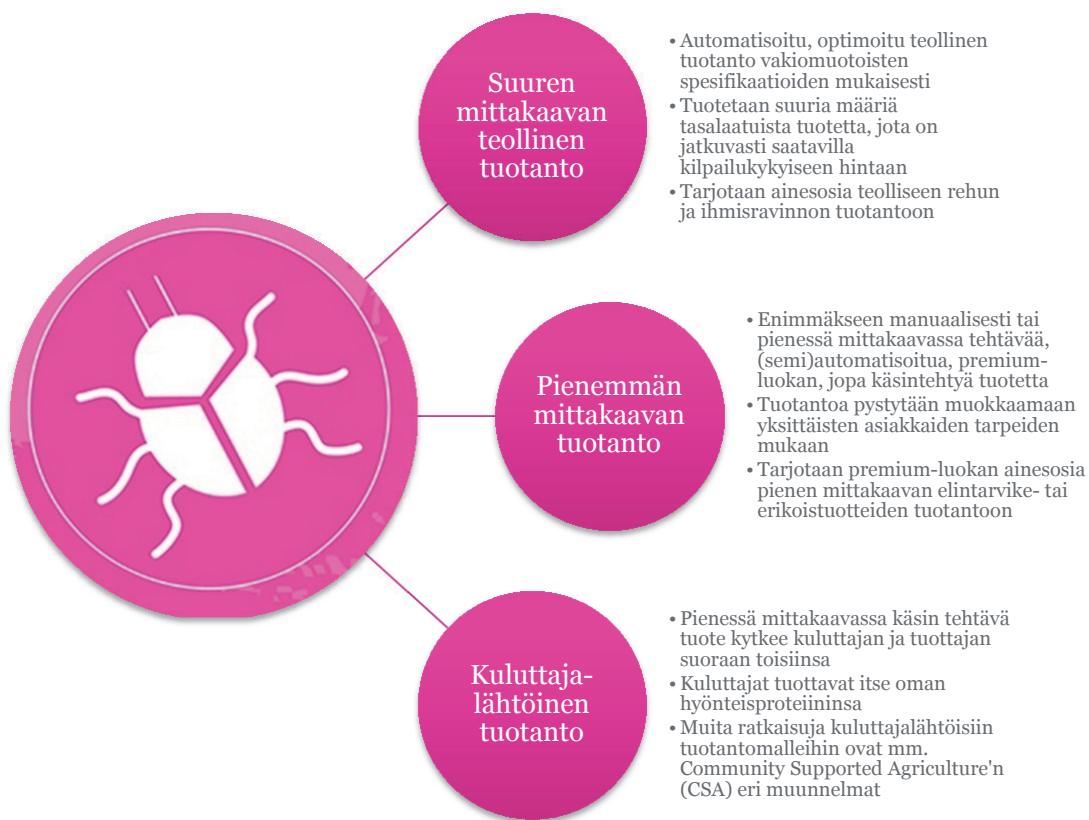 Suuren
mittakaavan
teollinen
tuotanto
• Automatisoitu, optimoitu teollinen
tuotanto vakiomuotoisten
spesifikaatioiden mukaisesti
• Tuotetaan suuria määriä
tasalaatuista tuotetta, jota on
jatkuvasti saatavilla
kilpailukykyiseen hintaan
• Tarjotaan ainesosia teolliseen rehun
ja ihmisravinnon tuotantoon
Pienemmän
mittakaavan
tuotanto
• Enimmäkseen manuaalisesti tai
pienessä mittakaavassa tehtävää,
(semi)automatisoitua, premium-
luokan, jopa käsintehtyä tuotetta
• Tuotantoa pystytään muokkaamaan
yksittäisten asiakkaiden tarpeiden
mukaan
• Tarjotaan premium-luokan ainesosia
pienen mittakaavan elintarvike- tai
erikoistuotteiden tuotantoon
Kuluttaja-
lähtöinen
tuotanto
• Pienessä mittakaavassa käsin tehtävä
tuote kytkee kuluttajan ja tuottajan
suoraan toisiinsa
• Kuluttajat tuottavat itse oman
hyönteisproteiininsa
• Muita ratkaisuja kuluttajalähtöisiin
tuotantomalleihin ovat mm.
Community Supported Agriculture'n
(CSA) eri muunnelmat